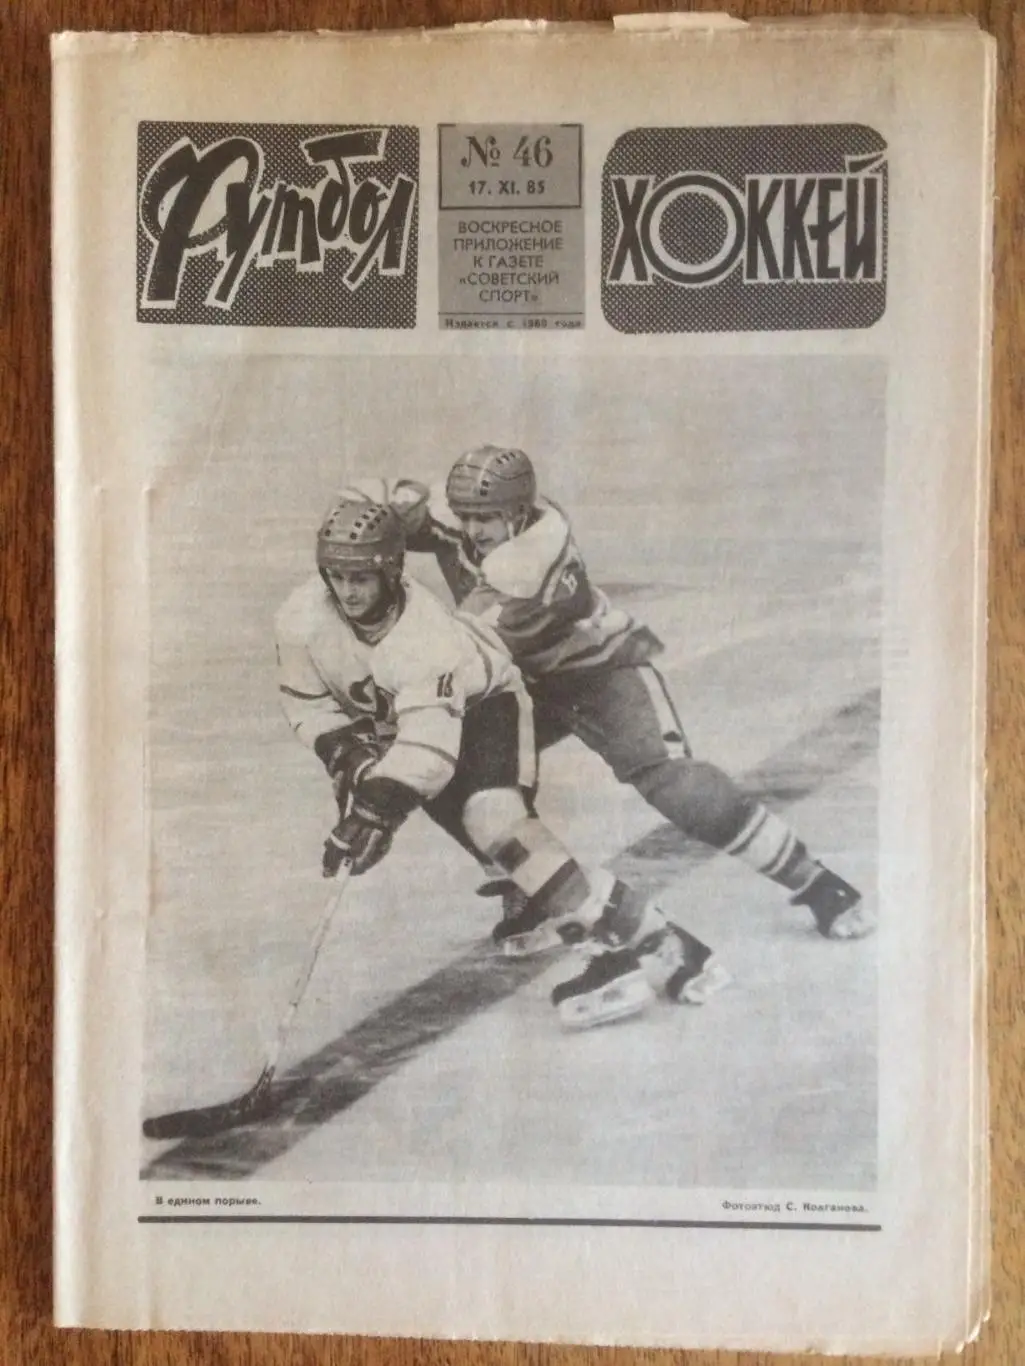 Футбол
№ 46
17. XI. 85
ВОСКРЕСНОЕ
ПРИЛОЖЕНИЕ
К ГАЗЕТЕ
«СОВЕТСКИЙ
СПОРТ»
Издается с 1960 года
ХОККЕЙ
18
В едином порыве.
Фотоэтюд С. Колганова.